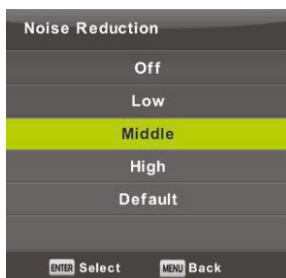 Noise Reduction
Off
Low
Middle
High
Default
ENTER Select MENU Back